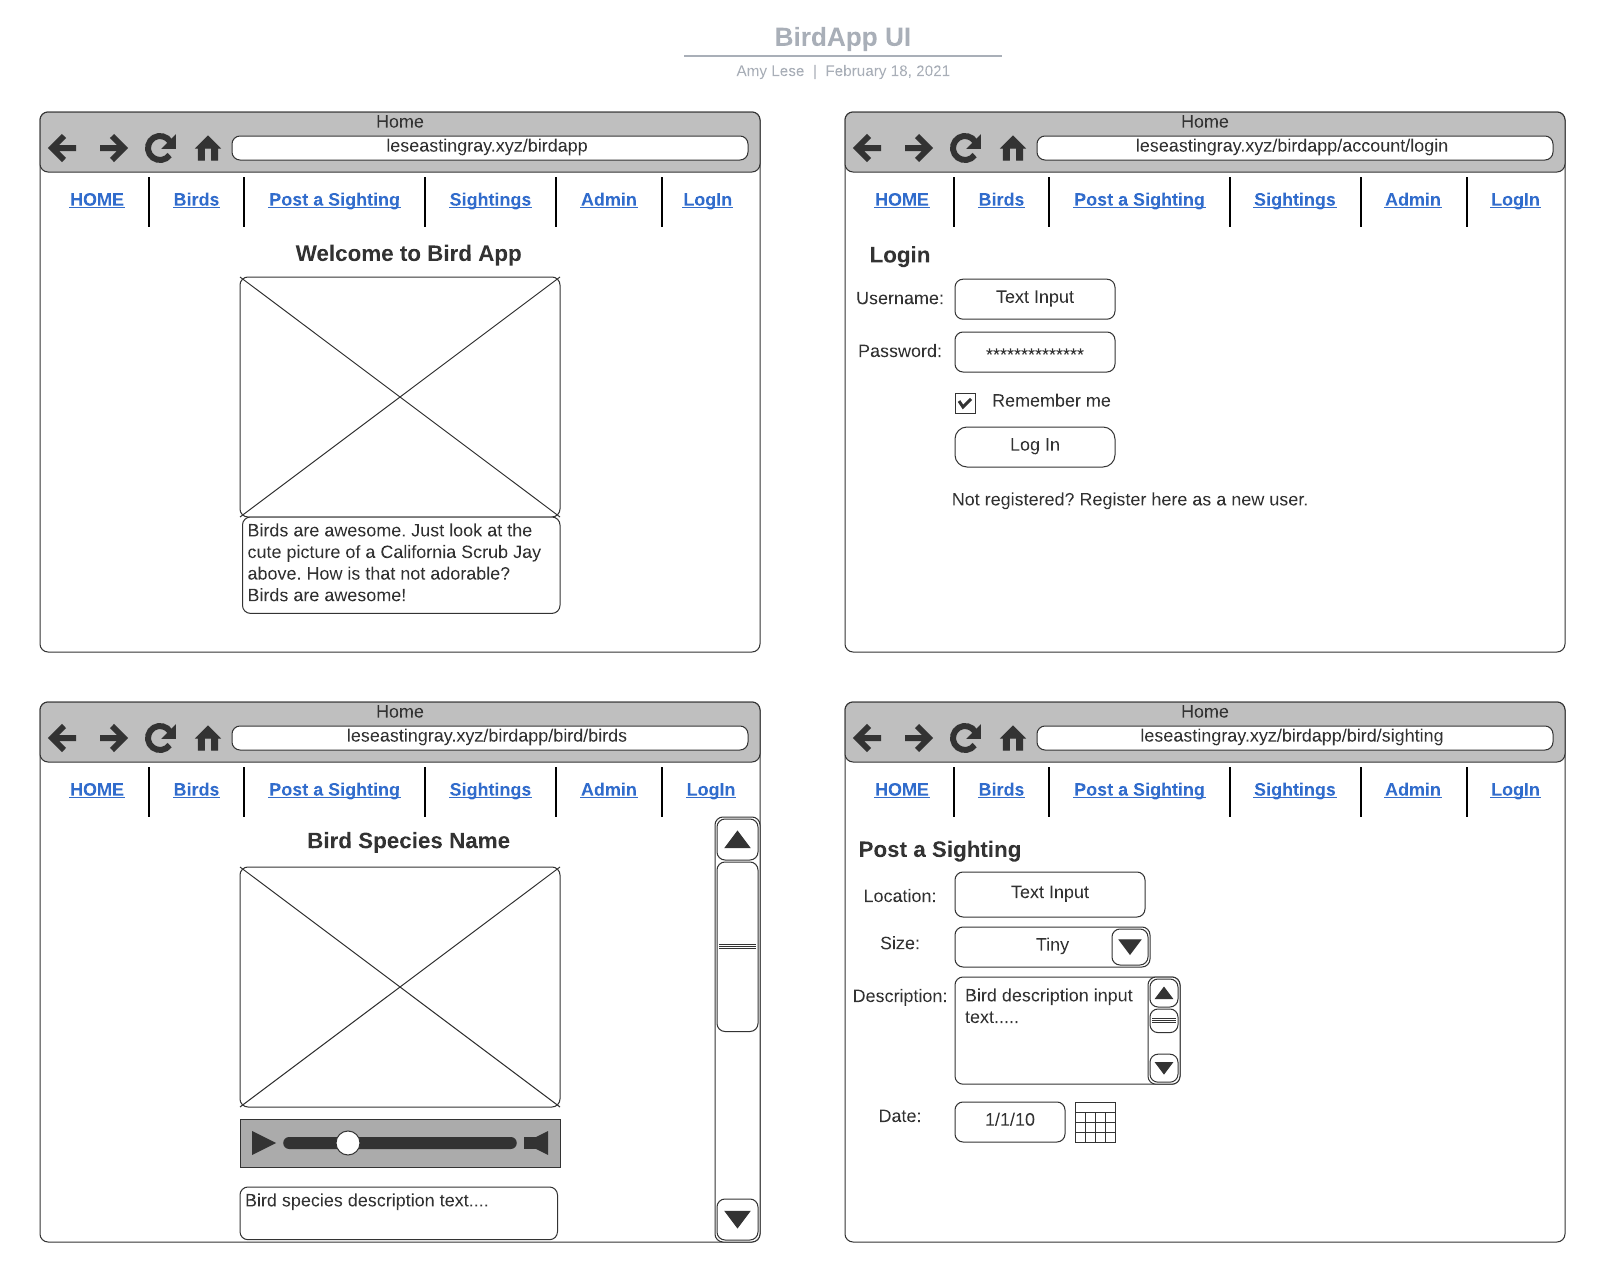 BirdApp UI
Amy Lese | February 18, 2021
Home
leseastingray.xyz/birdapp
HOME Birds Post a Sighting Sightings Admin LogIn
Welcome to Bird App
Birds are awesome. Just look at the
cute picture of a California Scrub Jay
above. How is that not adorable?
Birds are awesome!
Home
leseastingray.xyz/birdapp/account/login
HOME Birds Post a Sighting Sightings Admin LogIn
Login
Username: Text Input
Password: **************
Remember me
Log In
Not registered? Register here as a new user.
Home
leseastingray.xyz/birdapp/bird/birds
HOME Birds Post a Sighting Sightings Admin LogIn
Bird Species Name
Bird species description text....
Home
leseastingray.xyz/birdapp/bird/sighting
HOME Birds Post a Sighting Sightings Admin LogIn
Post a Sighting
Location: Text Input
Size: Tiny
Description: Bird description input
text.....
Date: 1/1/10